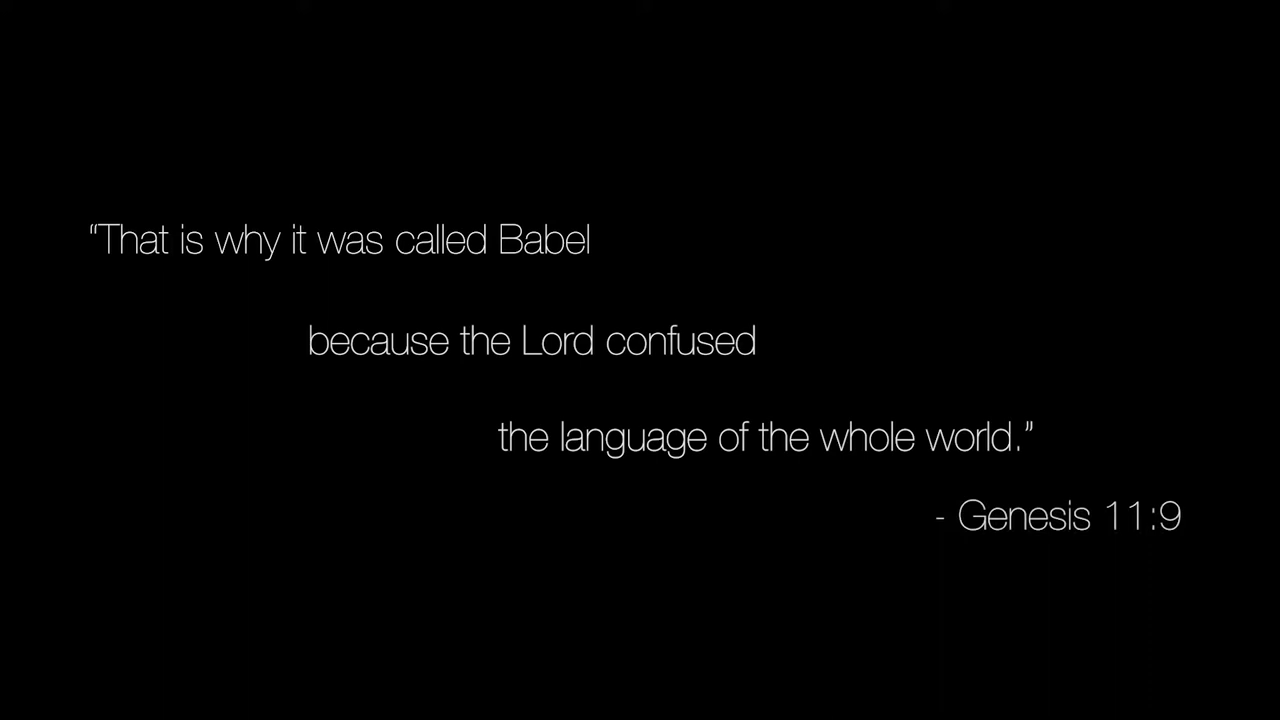 “That is why it was called Babel
because the Lord confused
the language of the whole world.”
- Genesis 11:9